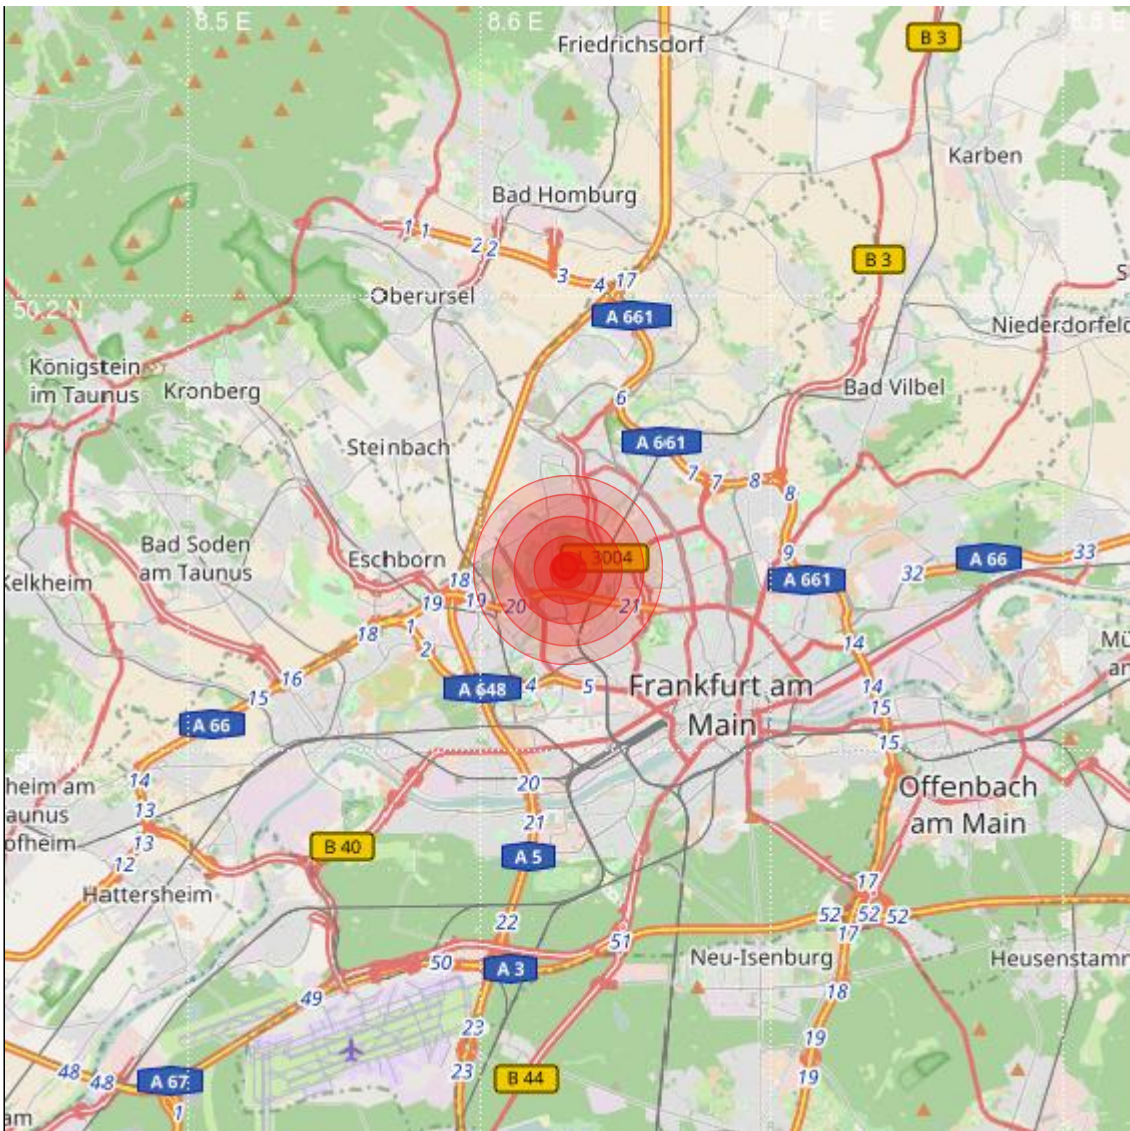 8.5 E
8.6 E
8.7 E
8.8 E
Friedrichsdorf
B 3
Karben
Bad Homburg
1 1
2 2
3
4
17
B 3
50.2 N
Oberursel
A 661
Niederdorfeld
Königstein
im Taunus
Kronberg
Bad Vilbel
6
Steinbach
A 661
7
7
8
8
Bad Soden
am Taunus
Eschborn
L 3004
9
A 66
33
Kelkheim
18
A 661
32
19
19
20
21
18
1
2
14
16
15
A 648
4
5
14
A 66
15
Frankfurt am
Main
15
14
20
heim am
aunus
ofheim
13
13
21
Offenbach
am Main
12
B 40
A 5
Hattersheim
17
22
52
52
52
17
51
50
A 3
Neu-Isenburg
Heusenstamm
49
18
23
19
48
48
A 67
23
B 44
19
1
am